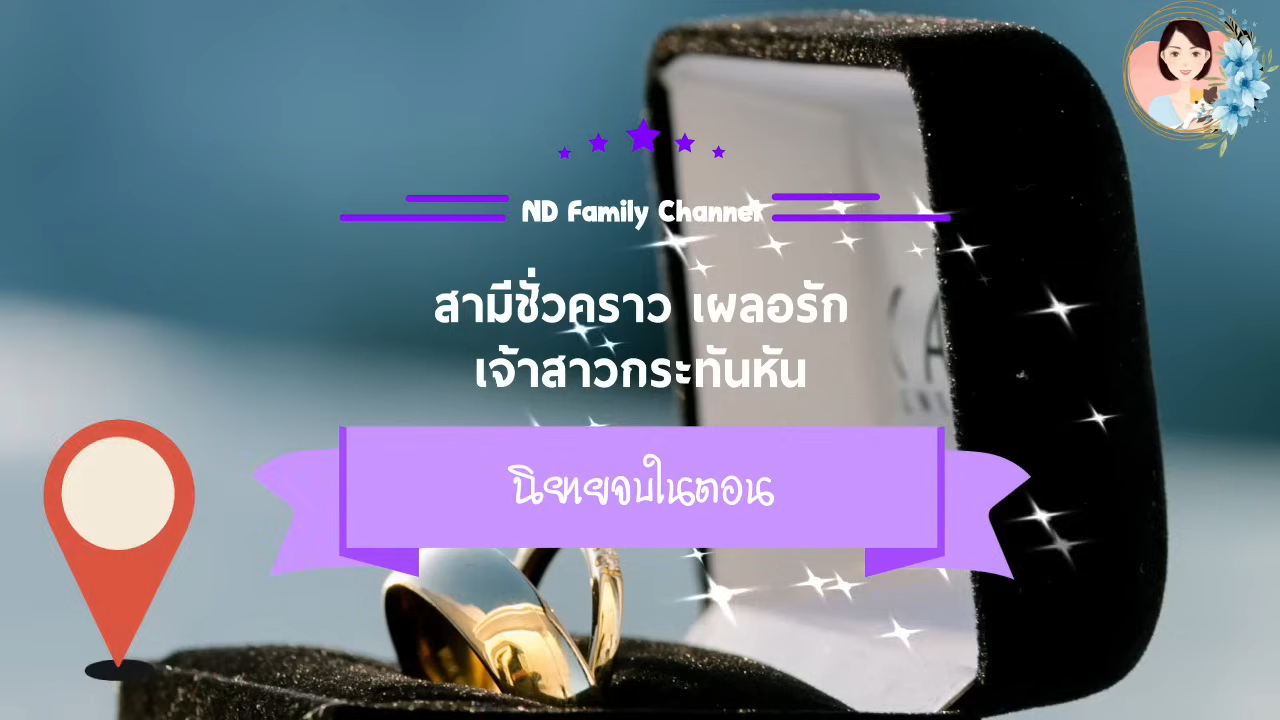 ND Family Channel
สามีชั่วคราว เผลอรัก
เจ้าสาวกระทันหัน
นิยายจบในตอน